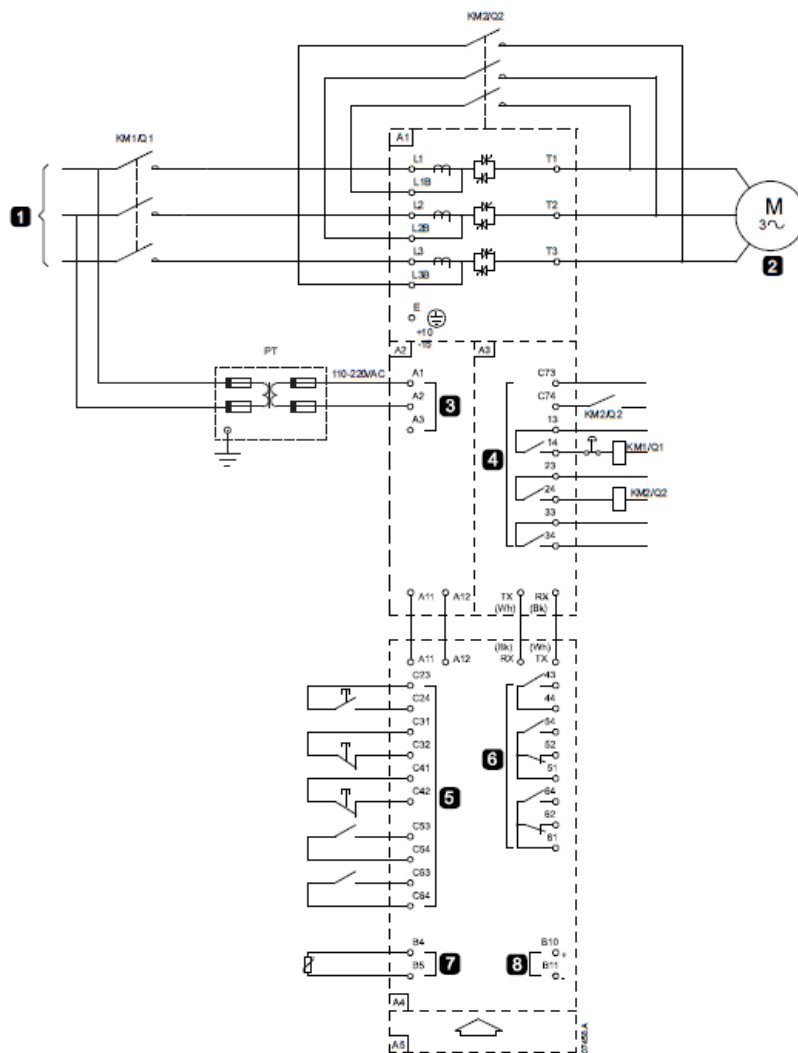 KM2/Q2
KM1/Q1
A1
L1
T1
L1B
1
L2
T2
M
3~
L2B
L3
T3
2
L3B
E
+10
-15
A2
A3
PT
110-220VAC
A1
C73
A2
3
C74
KM2/Q2
A3
13
14
KM1/Q1
4
23
24
KM2/Q2
33
34
A11
A12
TX
(Wh)
RX
(Bk)
(Bk)
RX
(Wh)
TX
A11
A12
C23
43
C24
44
C31
54
C32
52
6
C41
51
5
C42
64
62
C53
61
C54
C63
C64
B4
B10
+
7
8
B5
B11
-
A4
A5
07456.A